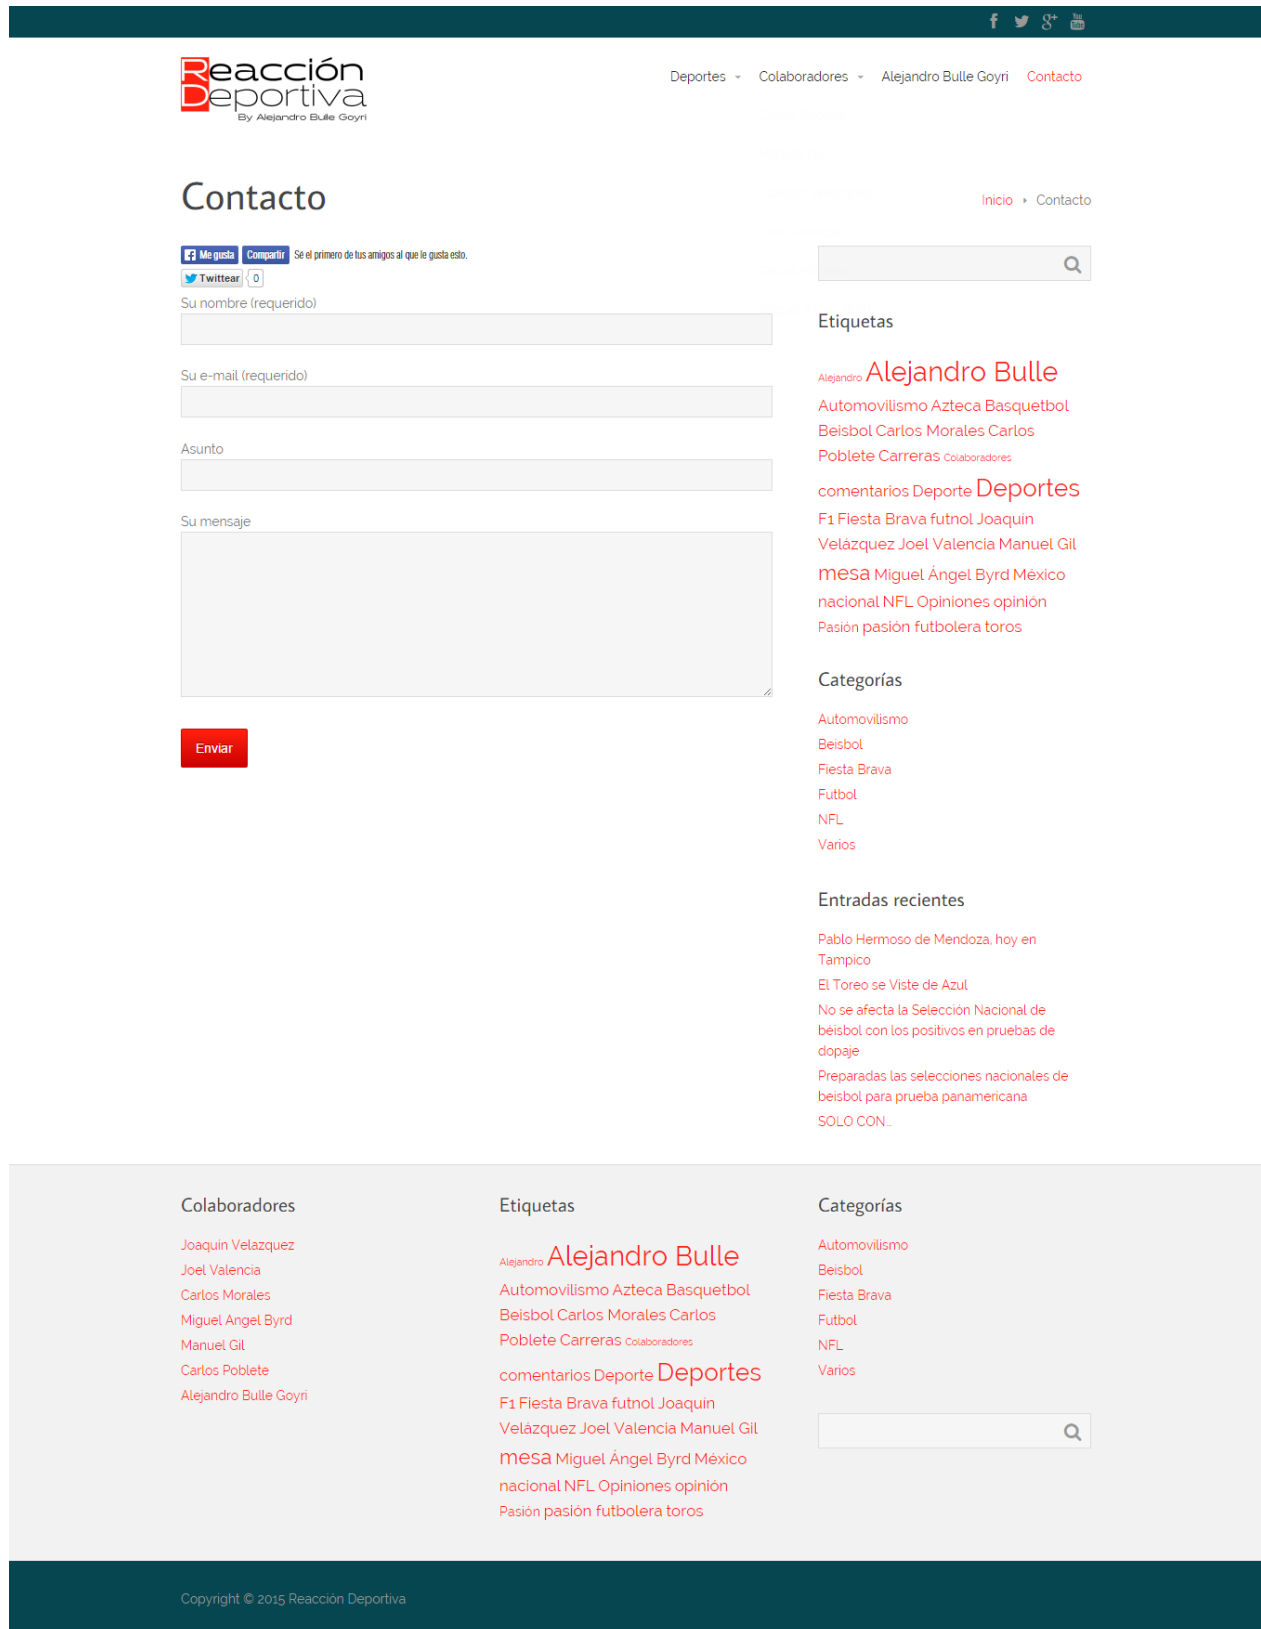 Reacción
Deportiva
By Alejandro Bulle Goyri
Deportes Colaboradores Alejandro Bulle Goyri Contacto
Contacto
Inicio Contacto
Me gusta Compartir Sé el primero de tus amigos al que le gusta esto.
Twittear 0
Su nombre (requerido)
Su e-mail (requerido)
Asunto
Su mensaje
Enviar
Etiquetas
Alejandro Alejandro Bulle
Automovilismo Azteca Basquetbol
Beisbol Carlos Morales Carlos
Poblete Carreras Colaboradores
comentarios Deporte Deportes
F1 Fiesta Brava futnol Joaquín
Velázquez Joel Valencia Manuel Gil
mesa Miguel Ángel Byrd México
nacional NFL Opiniones opinión
Pasión pasión futbolera toros
Categorías
Automovilismo
Beisbol
Fiesta Brava
Futbol
NFL
Varios
Entradas recientes
Pablo Hermoso de Mendoza, hoy en
Tampico
El Toreo se Viste de Azul
No se afecta la Selección Nacional de
béisbol con los positivos en pruebas de
dopaje
Preparadas las selecciones nacionales de
beisbol para prueba panamericana
SOLO CON…
Colaboradores
Joaquin Velazquez
Joel Valencia
Carlos Morales
Miguel Angel Byrd
Manuel Gil
Carlos Poblete
Alejandro Bulle Goyri
Etiquetas
Alejandro Alejandro Bulle
Automovilismo Azteca Basquetbol
Beisbol Carlos Morales Carlos
Poblete Carreras Colaboradores
comentarios Deporte Deportes
F1 Fiesta Brava futnol Joaquín
Velázquez Joel Valencia Manuel Gil
mesa Miguel Ángel Byrd México
nacional NFL Opiniones opinión
Pasión pasión futbolera toros
Categorías
Automovilismo
Beisbol
Fiesta Brava
Futbol
NFL
Varios
Copyright © 2015 Reacción Deportiva